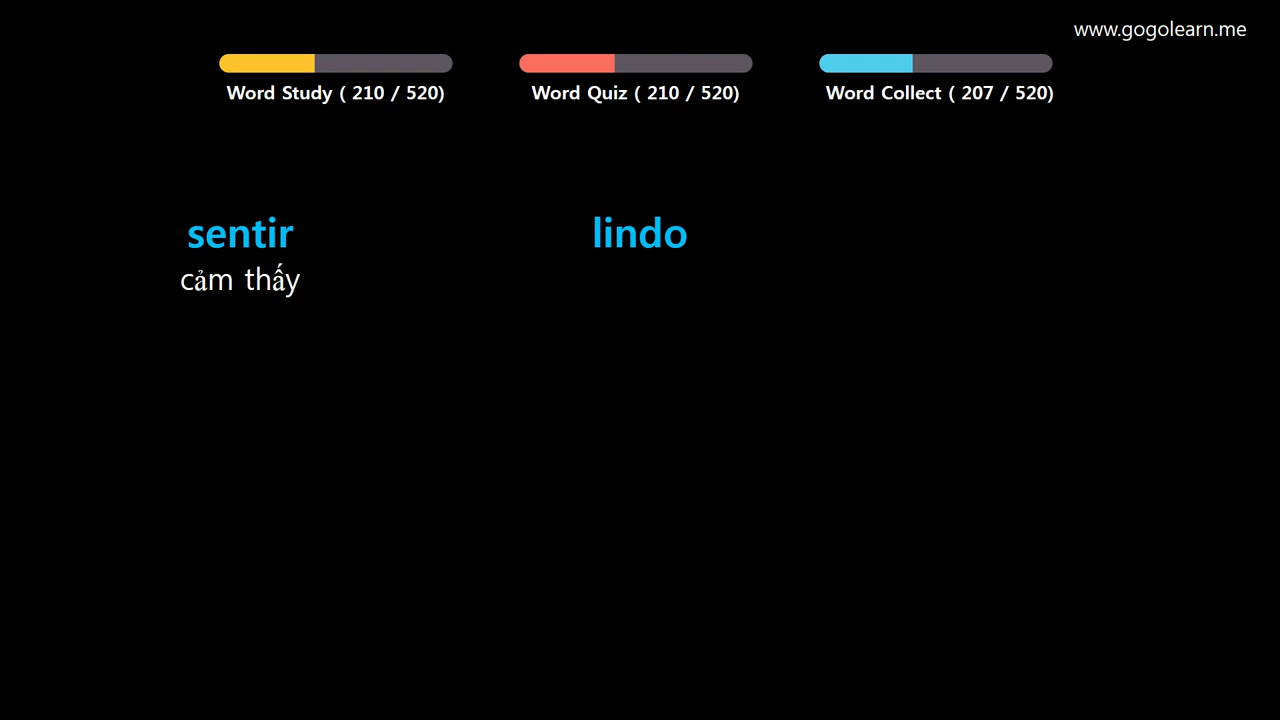 www.gogolearn.me
Word Study ( 210 / 520)
Word Quiz ( 210 / 520)
Word Collect ( 207 / 520)
sentir
cảm thấy
lindo